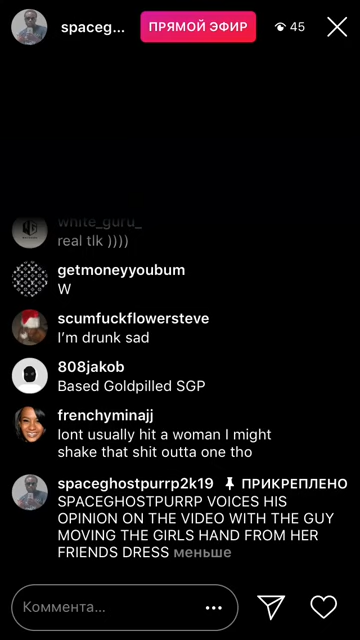 spaceg...
ПРЯМОЙ ЭФИР
45
white_guru_
real tlk ))))
getmoneyyoubum
W
scumfuckflowersteve
I'm drunk sad
808jakob
Based Goldpilled SGP
frenchyminajj
Iont usually hit a woman I might
shake that shit outta one tho
spaceghostpurrp2k19 ПРИКРЕПЛЕНО
SPACEGHOSTPURRP VOICES HIS
OPINION ON THE VIDEO WITH THE GUY
MOVING THE GIRLS HAND FROM HER
FRIENDS DRESS меньше
Коммента...